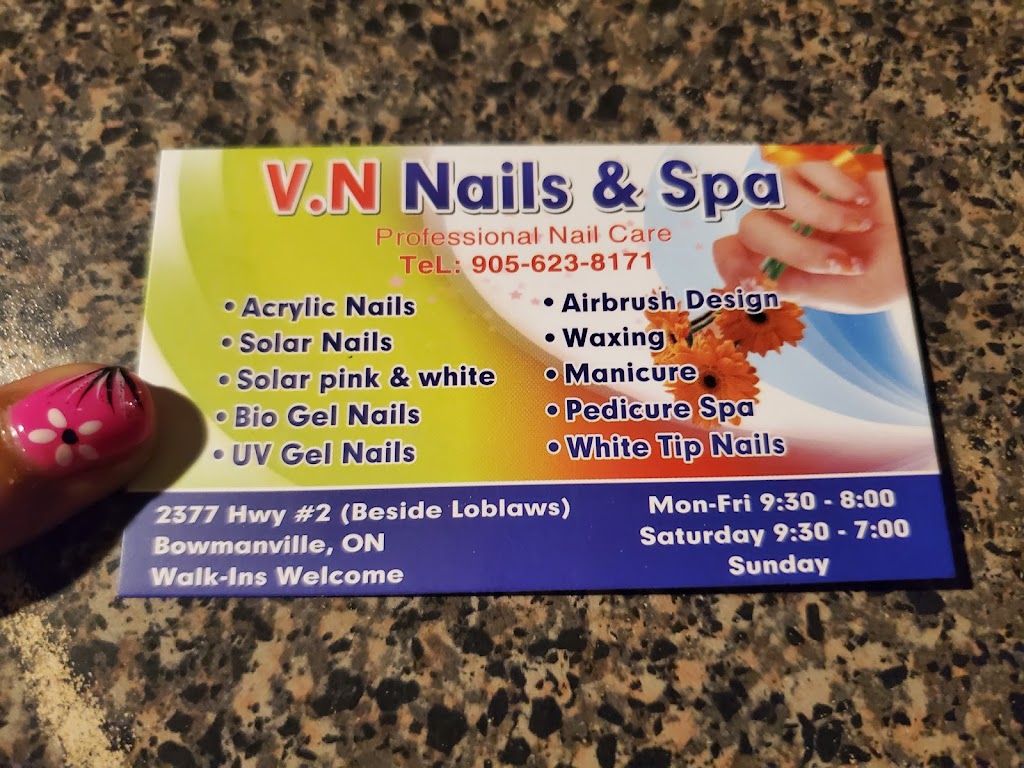 V.N Nails & Spa
Professional Nail Care
TeL: 905-623-8171
• Acrylic Nails
• Solar Nails
• Solar pink & white
• Bio Gel Nails
• UV Gel Nails
• Airbrush Design
• Waxing
• Manicure
• Pedicure Spa
• White Tip Nails
2377 Hwy #2 (Beside Loblaws)
Bowmanville, ON
Walk-Ins Welcome
Mon-Fri 9:30 - 8:00
Saturday 9:30 - 7:00
Sunday